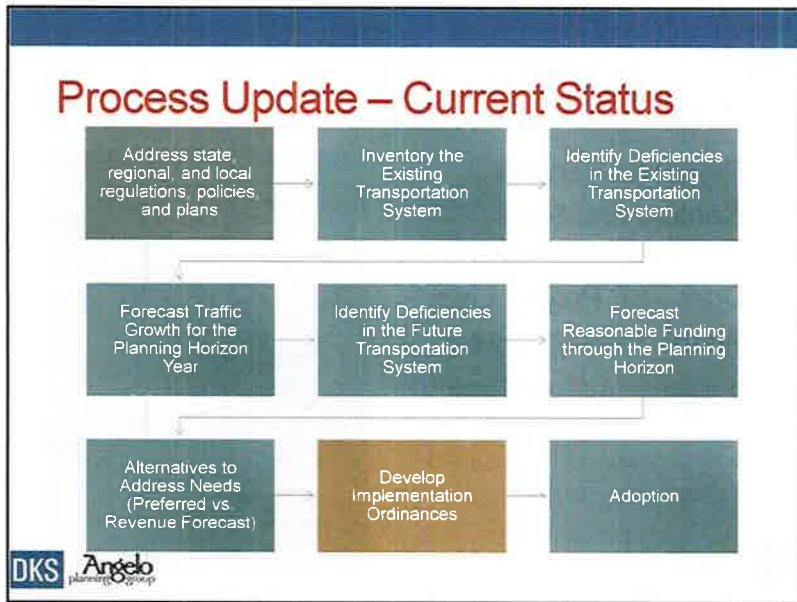 Process Update – Current Status
Address state,
regional, and local
regulations, policies,
and plans
Inventory the
Existing
Transportation
System
Identify Deficiencies
in the Existing
Transportation
System
Forecast Traffic
Growth for the
Planning Horizon
Year
Identify Deficiencies
in the Future
Transportation
System
Forecast
Reasonable Funding
through the Planning
Horizon
Alternatives to
Address Needs
(Preferred vs
Revenue Forecast)
Develop
Implementation
Ordinances
Adoption
DKS
Angelo
planning group